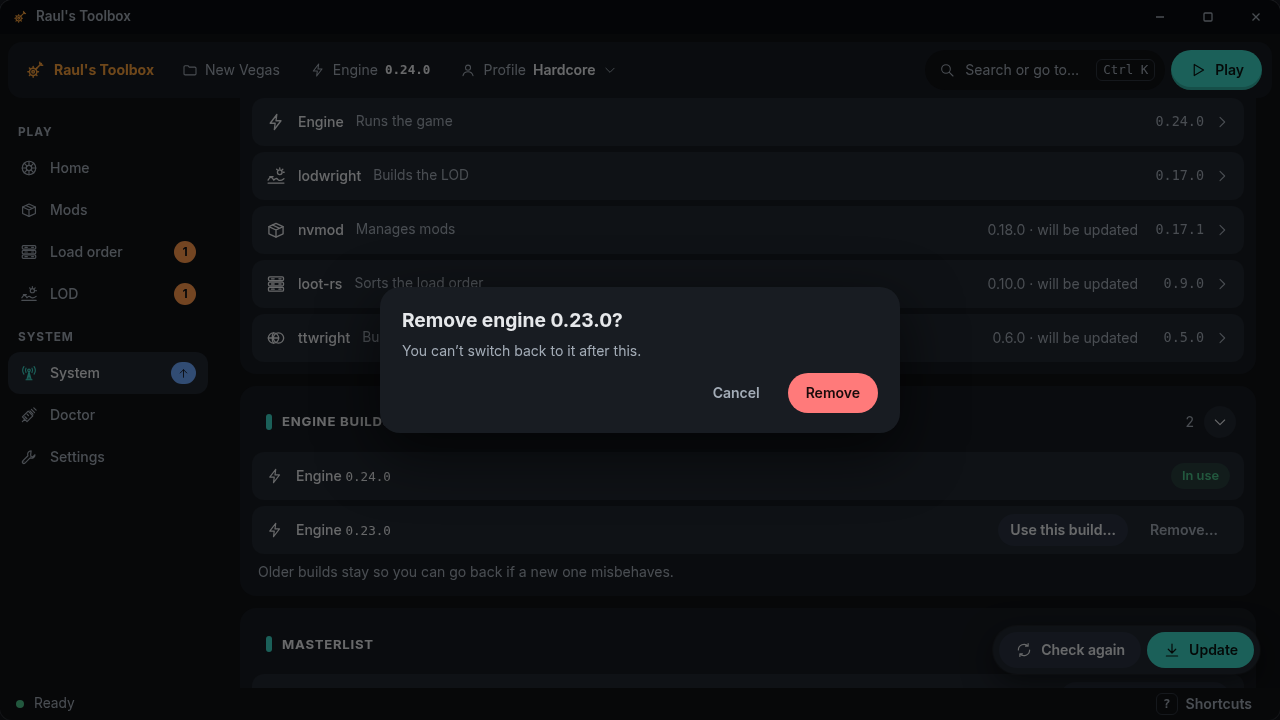 Raul's Toolbox
Raul's Toolbox New Vegas Engine 0.24.0 Profile Hardcore Search or go to... Ctrl K Play
PLAY
Home
Mods
Load order 1
LOD 1
SYSTEM
System
Doctor
Settings
Engine Runs the game 0.24.0
lodwright Builds the LOD 0.17.0
nvmod Manages mods 0.18.0 · will be updated 0.17.1
loot-rs Sorts the load order 0.10.0 · will be updated 0.9.0
ttwright Bu 0.6.0 · will be updated 0.5.0
Remove engine 0.23.0?
You can’t switch back to it after this.
Cancel Remove
ENGINE BUILD 2
Engine 0.24.0 In use
Engine 0.23.0 Use this build... Remove...
Older builds stay so you can go back if a new one misbehaves.
MASTERLIST
Check again Update
Ready ? Shortcuts